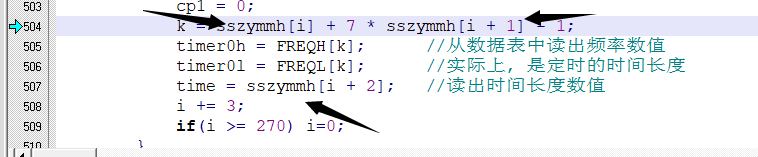 503 cp1 = 0;
504 k = sszymmh[i] + 7 * sszymmh[i + 1] - 1;
505 timer0h = FREQH[k]; //从数据表中读出频率数值
506 timer0l = FREQL[k]; //实际上, 是定时的时间长度
507 time = sszymmh[i + 2]; //读出时间长度数值
508 i += 3;
509 if(i >= 270) i=0;
510 }